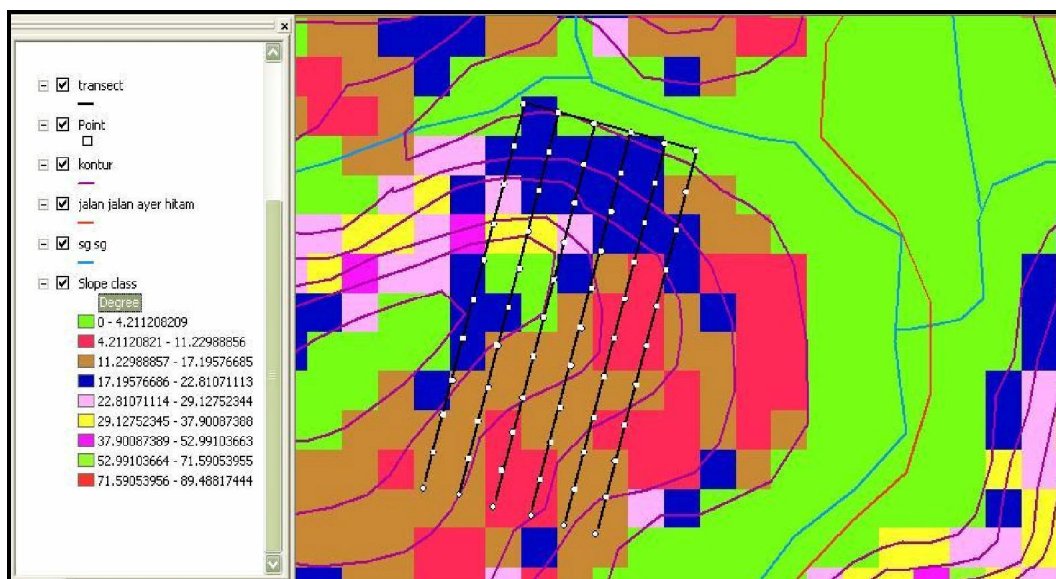 transect
Point
kontur
jalan jalan ayer hitam
sg sg
Slope class
Degree
0 - 4.211208209
4.21120821 - 11.22988856
11.22988857 - 17.19576685
17.19576686 - 22.81071113
22.81071114 - 29.12752344
29.12752345 - 37.90087388
37.90087389 - 52.99103663
52.99103664 - 71.59053955
71.59053956 - 89.48817444